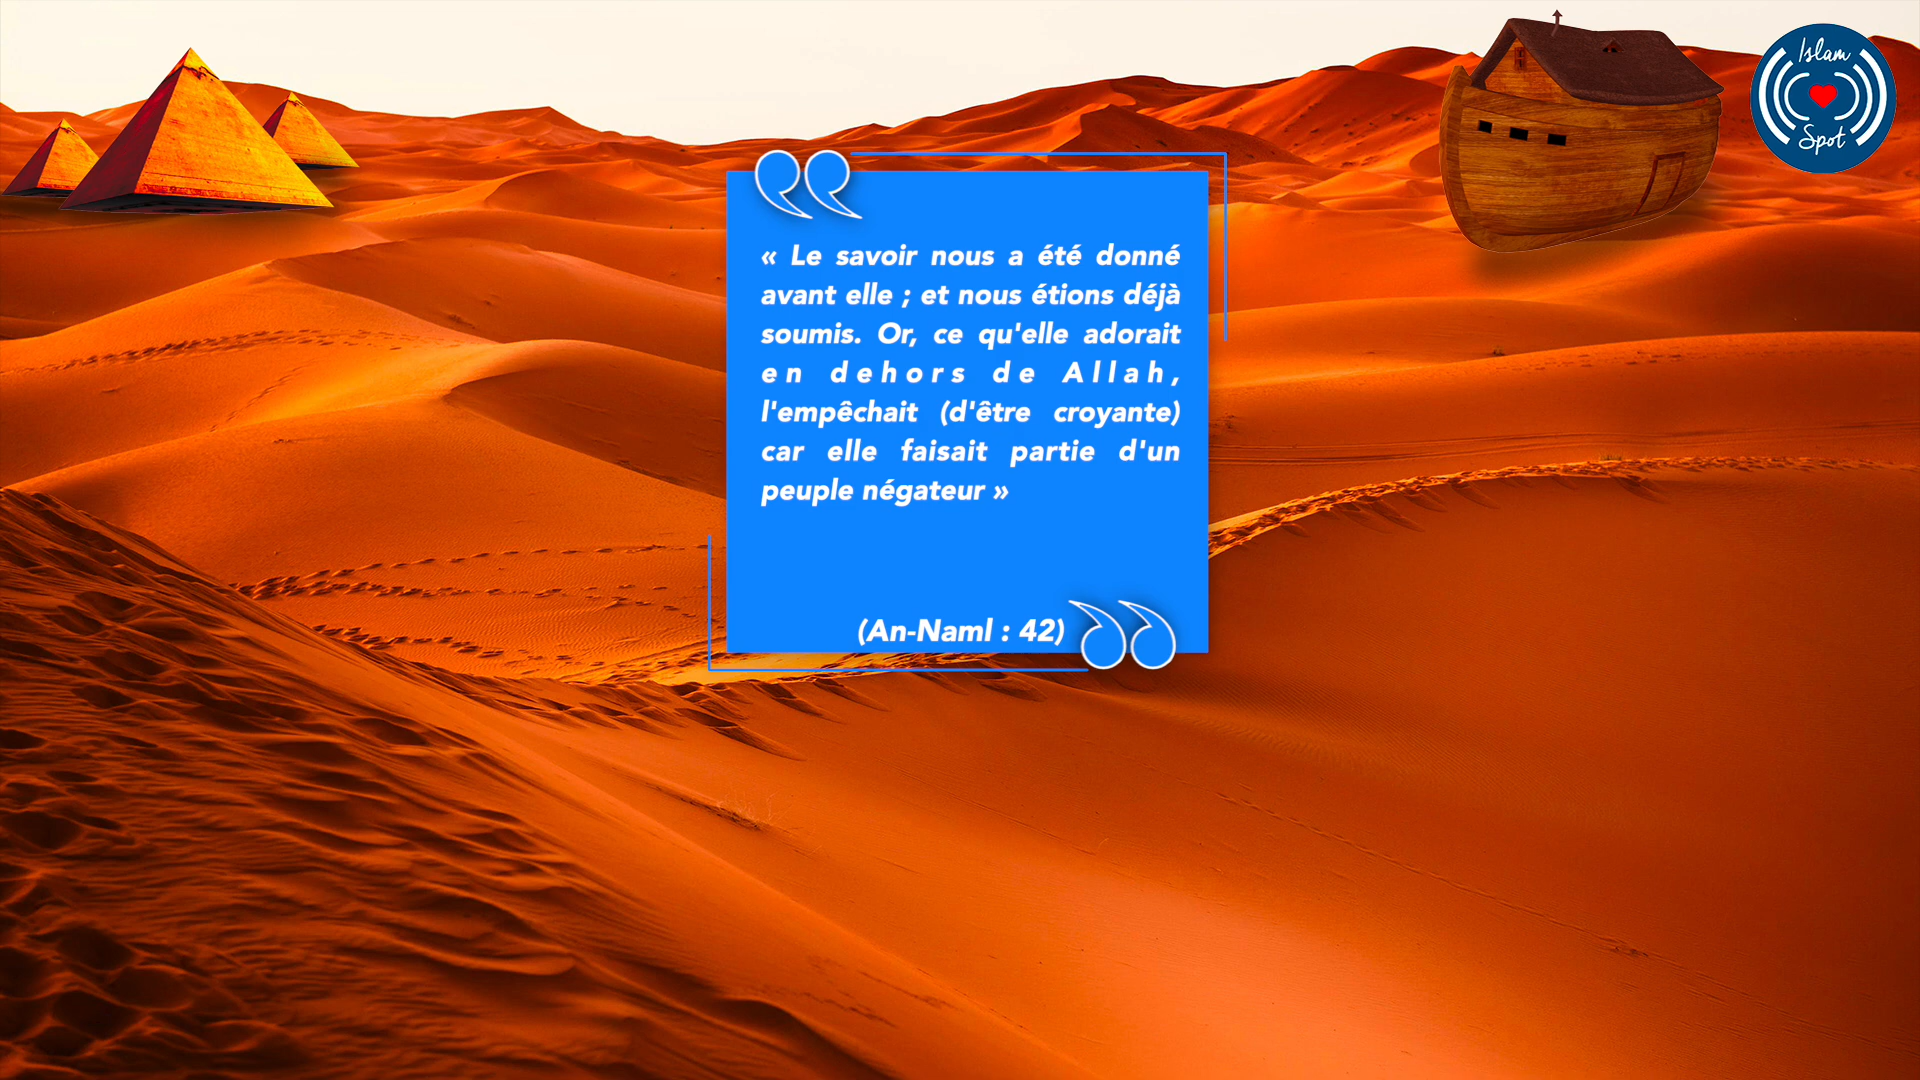 Islam
Spot
« Le savoir nous a été donné
avant elle ; et nous étions déjà
soumis. Or, ce qu'elle adorait
en dehors de Allah,
l'empêchait (d'être croyante)
car elle faisait partie d'un
peuple négateur »
(An-Naml : 42)